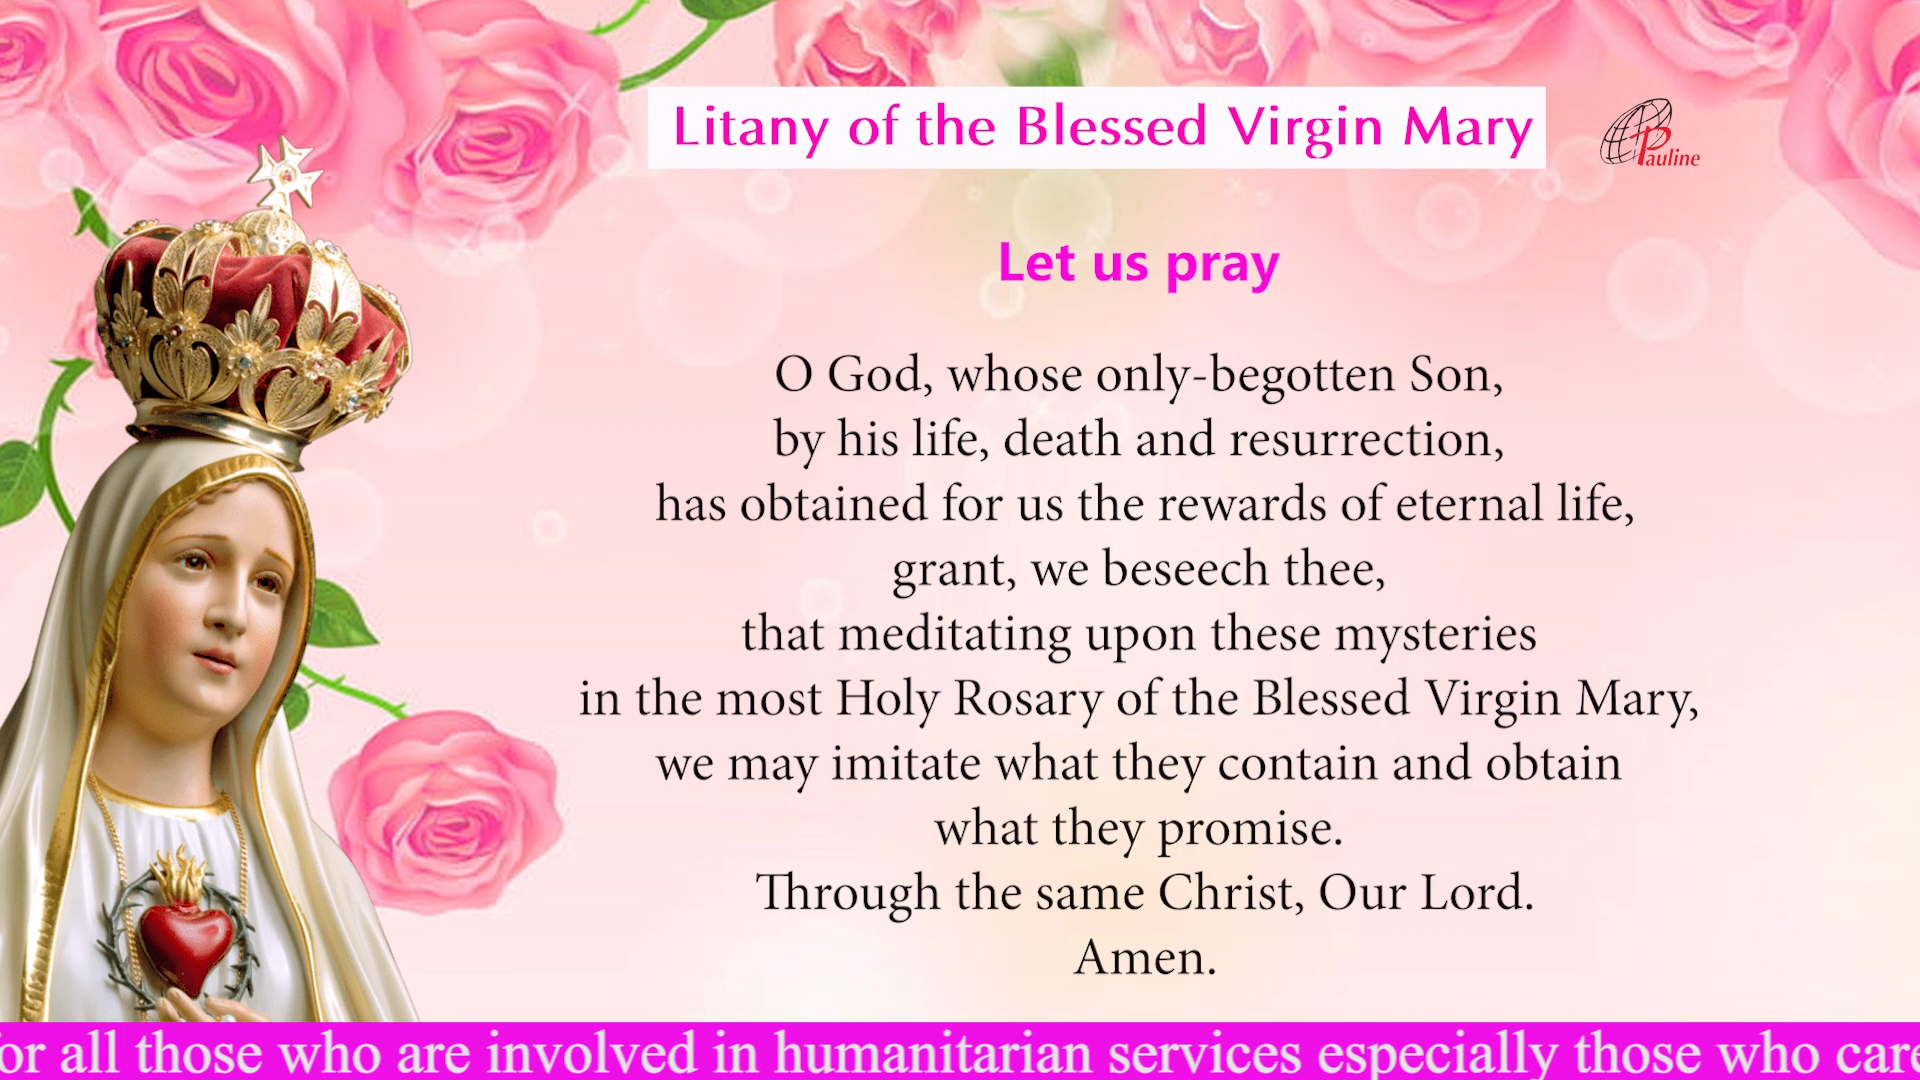 Litany of the Blessed Virgin Mary
Pauline
Let us pray
O God, whose only-begotten Son,
by his life, death and resurrection,
has obtained for us the rewards of eternal life,
grant, we beseech thee,
that meditating upon these mysteries
in the most Holy Rosary of the Blessed Virgin Mary,
we may imitate what they contain and obtain
what they promise.
Through the same Christ, Our Lord.
Amen.
or all those who are involved in humanitarian services especially those who care